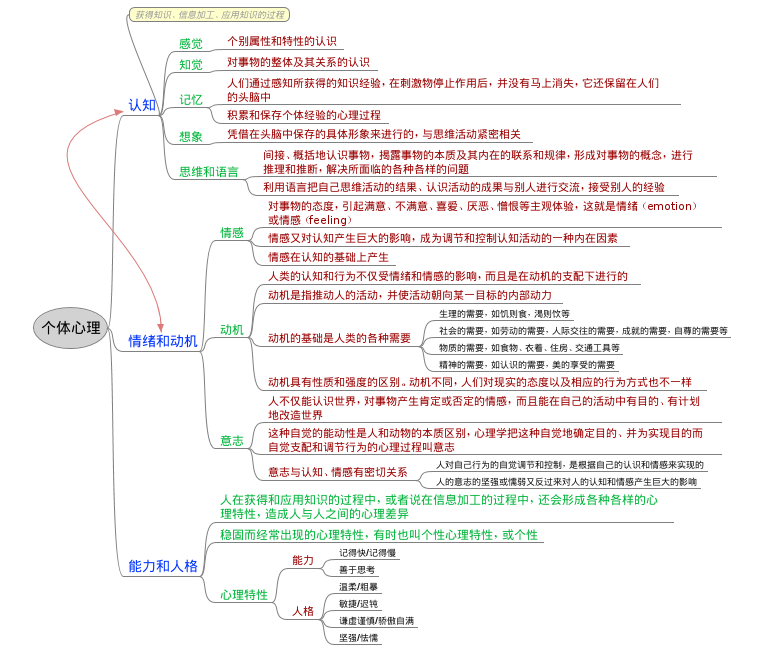 获得知识、信息加工、应用知识的过程
感觉
个别属性和特性的认识
知觉
对事物的整体及其关系的认识
人们通过感知所获得的知识经验，在刺激物停止作用后，并没有马上消失，它还保留在人们
的头脑中
记忆
积累和保存个体经验的心理过程
认知
想象
凭借在头脑中保存的具体形象来进行的，与思维活动紧密相关
间接、概括地认识事物，揭露事物的本质及其内在的联系和规律，形成对事物的概念，进行
推理和推断，解决所面临的各种各样的问题
思维和语言
利用语言把自己思维活动的结果、认识活动的成果与别人进行交流，接受别人的经验
对事物的态度，引起满意、不满意、喜爱、厌恶、憎恨等主观体验，这就是情绪（emotion）
或情感（feeling）
情感
情感又对认知产生巨大的影响，成为调节和控制认知活动的一种内在因素
情感在认知的基础上产生
人类的认知和行为不仅受情绪和情感的影响，而且是在动机的支配下进行的
动机是指推动人的活动，并使活动朝向某一目标的内部动力
个体心理
情绪和动机
动机
动机的基础是人类的各种需要
生理的需要，如饥则食，渴则饮等
社会的需要，如劳动的需要，人际交往的需要，成就的需要，自尊的需要等
物质的需要，如食物、衣着、住房、交通工具等
精神的需要，如认识的需要，美的享受的需要
动机具有性质和强度的区别。动机不同，人们对现实的态度以及相应的行为方式也不一样
人不仅能认识世界，对事物产生肯定或否定的情感，而且能在自己的活动中有目的、有计划
地改造世界
意志
这种自觉的能动性是人和动物的本质区别，心理学把这种自觉地确定目的、并为实现目的而
自觉支配和调节行为的心理过程叫意志
意志与认知、情感有密切关系
人对自己行为的自觉调节和控制，是根据自己的认识和情感来实现的
人的意志的坚强或懦弱又反过来对人的认知和情感产生巨大的影响
人在获得和应用知识的过程中，或者说在信息加工的过程中，还会形成各种各样的心
理特性，造成人与人之间的心理差异
稳固而经常出现的心理特性，有时也叫个性心理特性，或个性
能力和人格
心理特性
能力
记得快/记得慢
善于思考
人格
温柔/粗暴
敏捷/迟钝
谦虚谨慎/骄傲自满
坚强/怯懦